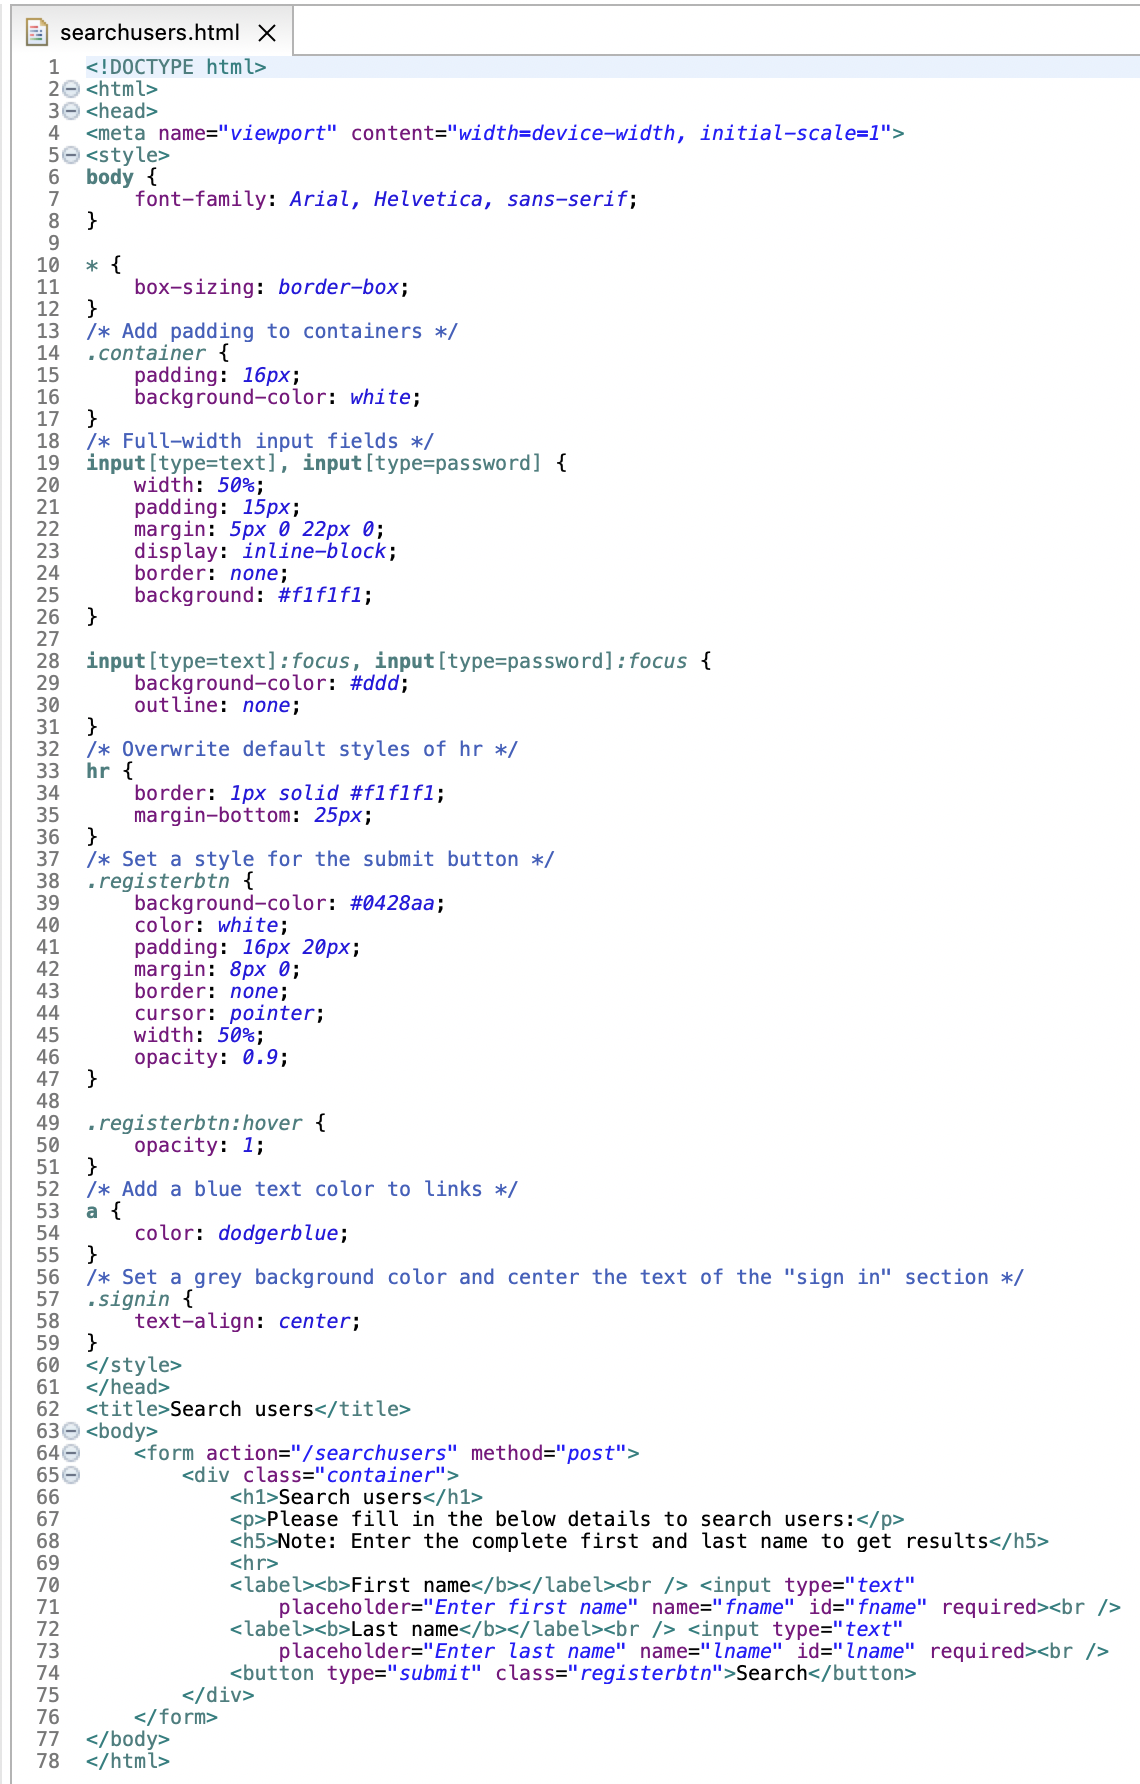 searchusers.html
1 <!DOCTYPE html>
2 <html>
3 <head>
4 <meta name="viewport" content="width=device-width, initial-scale=1">
5 <style>
6 body {
7     font-family: Arial, Helvetica, sans-serif;
8 }
9
10 * {
11     box-sizing: border-box;
12 }
13 /* Add padding to containers */
14 .container {
15     padding: 16px;
16     background-color: white;
17 }
18 /* Full-width input fields */
19 input[type=text], input[type=password] {
20     width: 50%;
21     padding: 15px;
22     margin: 5px 0 22px 0;
23     display: inline-block;
24     border: none;
25     background: #f1f1f1;
26 }
27
28 input[type=text]:focus, input[type=password]:focus {
29     background-color: #ddd;
30     outline: none;
31 }
32 /* Overwrite default styles of hr */
33 hr {
34     border: 1px solid #f1f1f1;
35     margin-bottom: 25px;
36 }
37 /* Set a style for the submit button */
38 .registerbtn {
39     background-color: #0428aa;
40     color: white;
41     padding: 16px 20px;
42     margin: 8px 0;
43     border: none;
44     cursor: pointer;
45     width: 50%;
46     opacity: 0.9;
47 }
48
49 .registerbtn:hover {
50     opacity: 1;
51 }
52 /* Add a blue text color to links */
53 a {
54     color: dodgerblue;
55 }
56 /* Set a grey background color and center the text of the "sign in" section */
57 .signin {
58     text-align: center;
59 }
60 </style>
61 </head>
62 <title>Search users</title>
63 <body>
64     <form action="/searchusers" method="post">
65         <div class="container">
66             <h1>Search users</h1>
67             <p>Please fill in the below details to search users:</p>
68             <h5>Note: Enter the complete first and last name to get results</h5>
69             <hr>
70             <label><b>First name</b></label><br /> <input type="text"
71                 placeholder="Enter first name" name="fname" id="fname" required><br />
72             <label><b>Last name</b></label><br /> <input type="text"
73                 placeholder="Enter last name" name="lname" id="lname" required><br />
74             <button type="submit" class="registerbtn">Search</button>
75         </div>
76     </form>
77 </body>
78 </html>